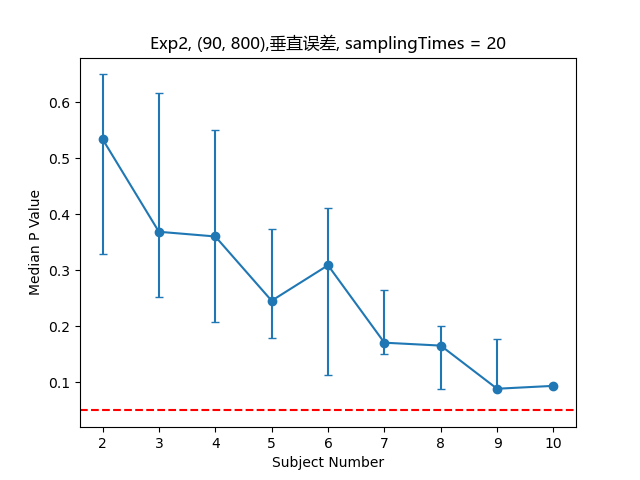 Exp2, (90, 800),垂直误差, samplingTimes = 20
Median P Value
0.6
0.5
0.4
0.3
0.2
0.1
2 3 4 5 6 7 8 9 10
Subject Number